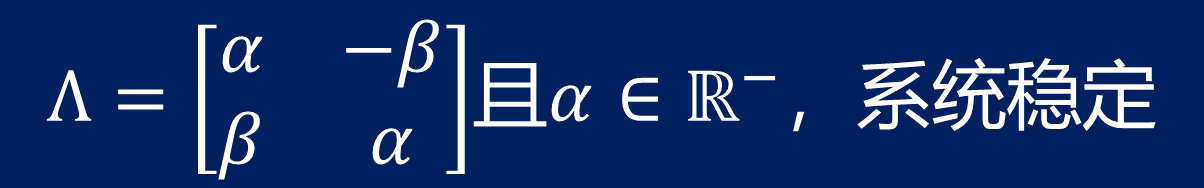 Λ = [α −β; β α]且α ∈ ℝ⁻，系统稳定